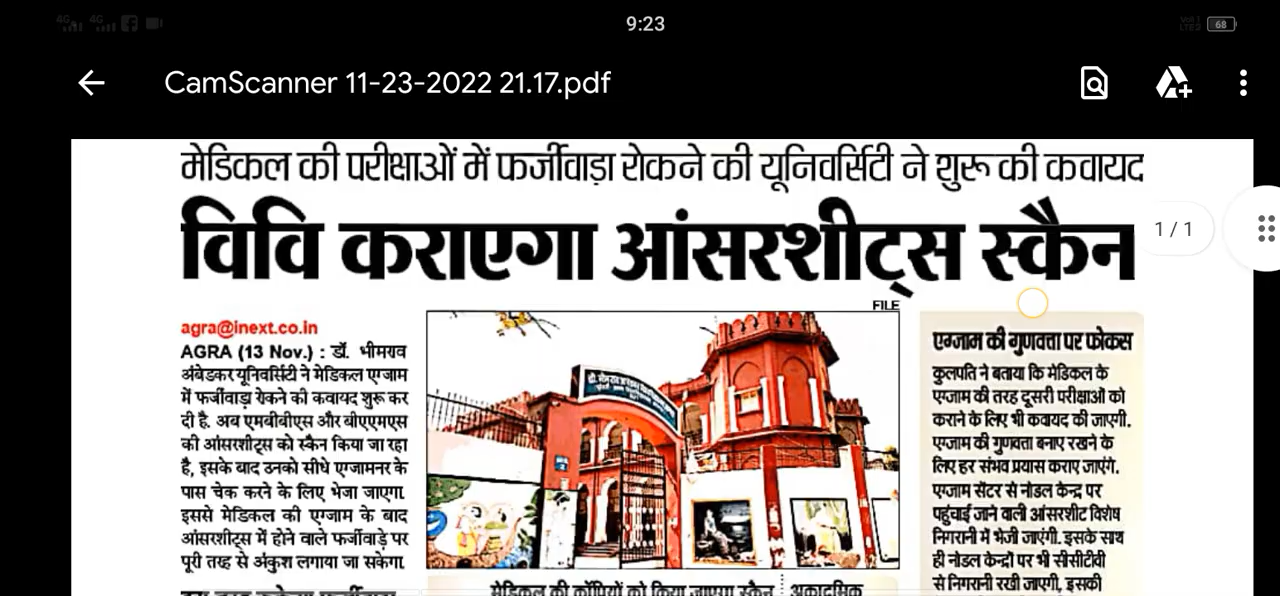 9:23
CamScanner 11-23-2022 21.17.pdf
मेडिकल की परीक्षाओं में फर्जीवाड़ा रोकने की यूनिवर्सिटी ने शुरू की कवायद
विवि कराएगा आंसरशीट्स स्कैन
1 / 1
FILE
agra@inext.co.in
AGRA (13 Nov.) : डॉ. भीमराव
अंबेडकर यूनिवर्सिटी ने मेडिकल एग्जाम
में फर्जीवाड़ा रोकने की कवायद शुरू कर
दी है. अब एमबीबीएस और बीएएमएस
की आंसरशीट्स को स्कैन किया जा रहा
है, इसके बाद उनको सीधे एग्जामनर के
पास चेक करने के लिए भेजा जाएगा.
इससे मेडिकल की एग्जाम के बाद
आंसरशीट्स में होने वाले फर्जीवाड़े पर
पूरी तरह से अंकुश लगाया जा सकेगा.
मेडिकल की कॉपियों को किया जाएगा स्कैन
अकादमिक
एग्जाम की गुणवत्ता पर फोकस
कुलपति ने बताया कि मेडिकल के
एग्जाम की तरह दूसरी परीक्षाओं को
कराने के लिए भी कवायद की जाएगी.
एग्जाम की गुणवत्ता बनाए रखने के
लिए हर संभव प्रयास कराए जाएंगे.
एग्जाम सेंटर से नोडल केन्द्र पर
पहुंचाई जाने वाली आंसरशीट विशेष
निगरानी में भेजी जाएंगी. इसके साथ
ही नोडल केन्द्रों पर भी सीसीटीवी
से निगरानी रखी जाएगी, इसकी